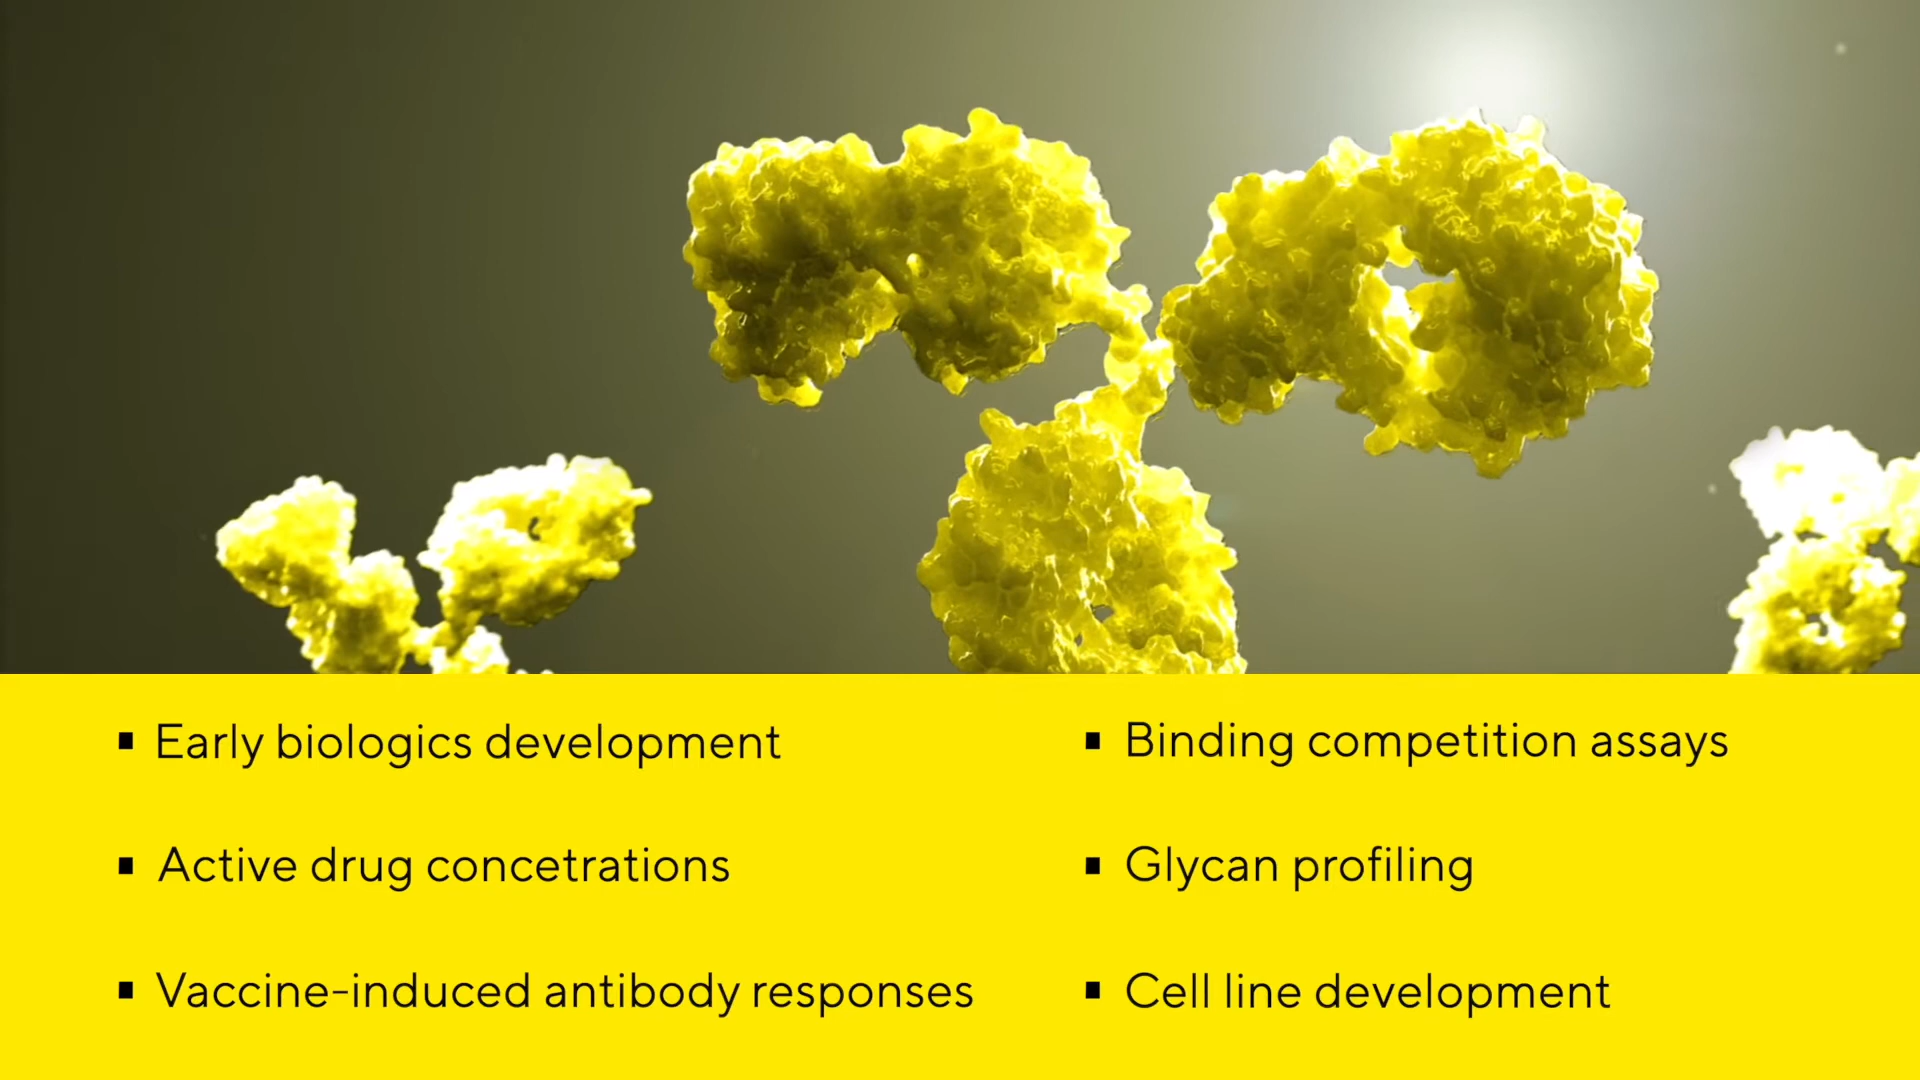 ▪ Early biologics development
▪ Active drug concetrations
▪ Vaccine-induced antibody responses
▪ Binding competition assays
▪ Glycan profiling
▪ Cell line development